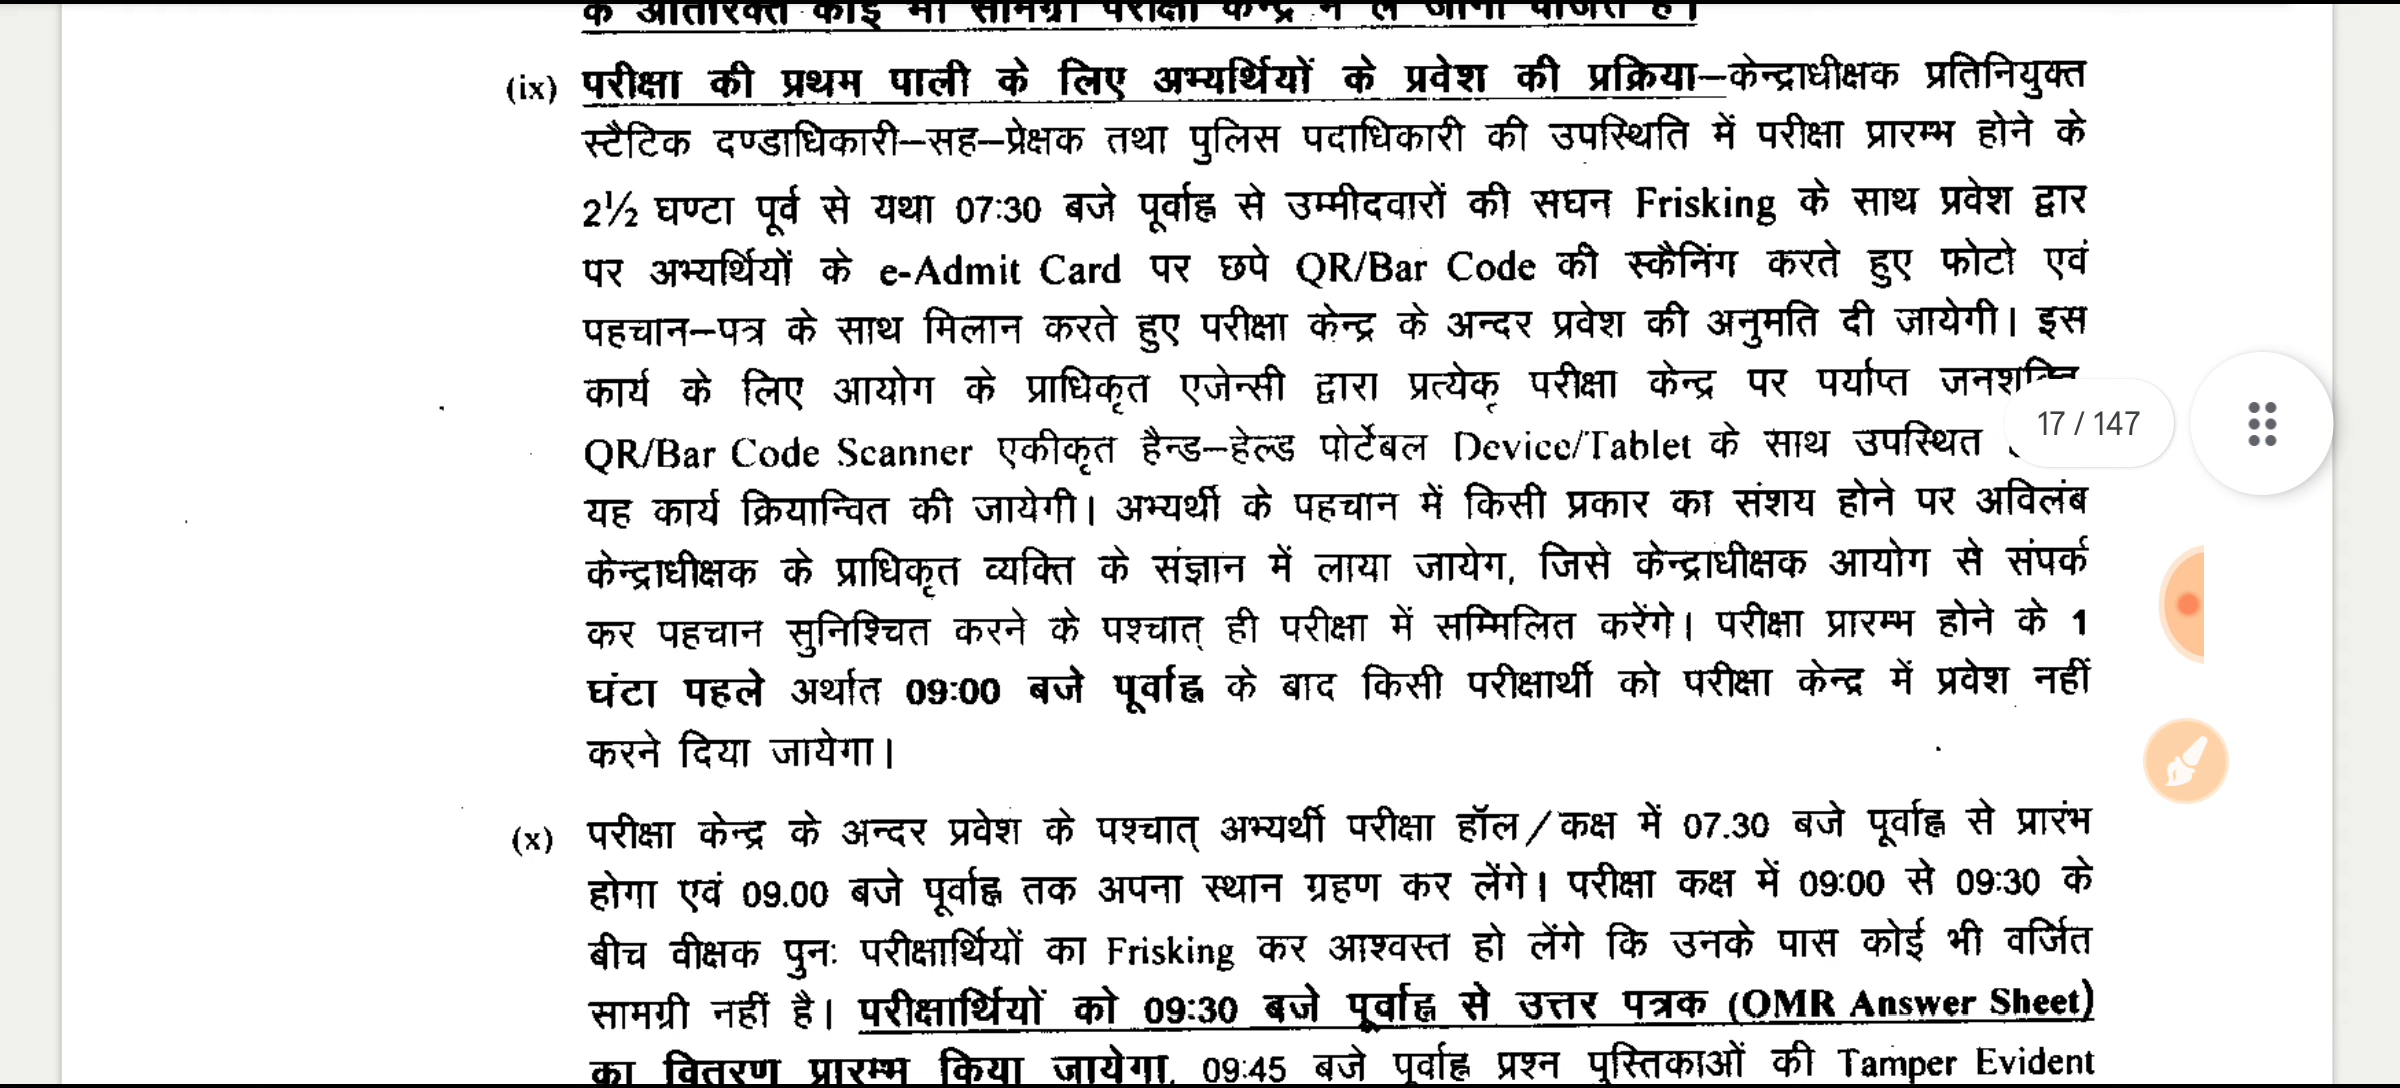 के अतिरिक्त कोई भी सामग्री परीक्षा केन्द्र में ले जाना वर्जित है।
(ix) परीक्षा की प्रथम पाली के लिए अभ्यर्थियों के प्रवेश की प्रक्रिया–केन्द्राधीक्षक प्रतिनियुक्त
स्टैटिक दण्डाधिकारी–सह–प्रेक्षक तथा पुलिस पदाधिकारी की उपस्थिति में परीक्षा प्रारम्भ होने के
2½ घण्टा पूर्व से यथा 07:30 बजे पूर्वाह्न से उम्मीदवारों की सघन Frisking के साथ प्रवेश द्वार
पर अभ्यर्थियों के e-Admit Card पर छपे QR/Bar Code की स्कैनिंग करते हुए फोटो एवं
पहचान–पत्र के साथ मिलान करते हुए परीक्षा केन्द्र के अन्दर प्रवेश की अनुमति दी जायेगी। इस
कार्य के लिए आयोग के प्राधिकृत एजेन्सी द्वारा प्रत्येक परीक्षा केन्द्र पर पर्याप्त जनशक्ति
17 / 147
QR/Bar Code Scanner एकीकृत हैन्ड–हेल्ड पोर्टेबल Device/Tablet के साथ उपस्थित
यह कार्य क्रियान्वित की जायेगी। अभ्यर्थी के पहचान में किसी प्रकार का संशय होने पर अविलंब
केन्द्राधीक्षक के प्राधिकृत व्यक्ति के संज्ञान में लाया जायेग, जिसे केन्द्राधीक्षक आयोग से संपर्क
कर पहचान सुनिश्चित करने के पश्चात् ही परीक्षा में सम्मिलित करेंगे। परीक्षा प्रारम्भ होने के 1
घंटा पहले अर्थात 09:00 बजे पूर्वाह्न के बाद किसी परीक्षार्थी को परीक्षा केन्द्र में प्रवेश नहीं
करने दिया जायेगा।
(x) परीक्षा केन्द्र के अन्दर प्रवेश के पश्चात् अभ्यर्थी परीक्षा हॉल/कक्ष में 07.30 बजे पूर्वाह्न से प्रारंभ
होगा एवं 09.00 बजे पूर्वाह्न तक अपना स्थान ग्रहण कर लेंगे। परीक्षा कक्ष में 09:00 से 09:30 के
बीच वीक्षक पुनः परीक्षार्थियों का Frisking कर आश्वस्त हो लेंगे कि उनके पास कोई भी वर्जित
सामग्री नहीं है। परीक्षार्थियों को 09:30 बजे पूर्वाह्न से उत्तर पत्रक (OMR Answer Sheet)
का वितरण प्रारम्भ किया जायेगा, 09:45 बजे पूर्वाह्न प्रश्न पुस्तिकाओं की Tamper Evident